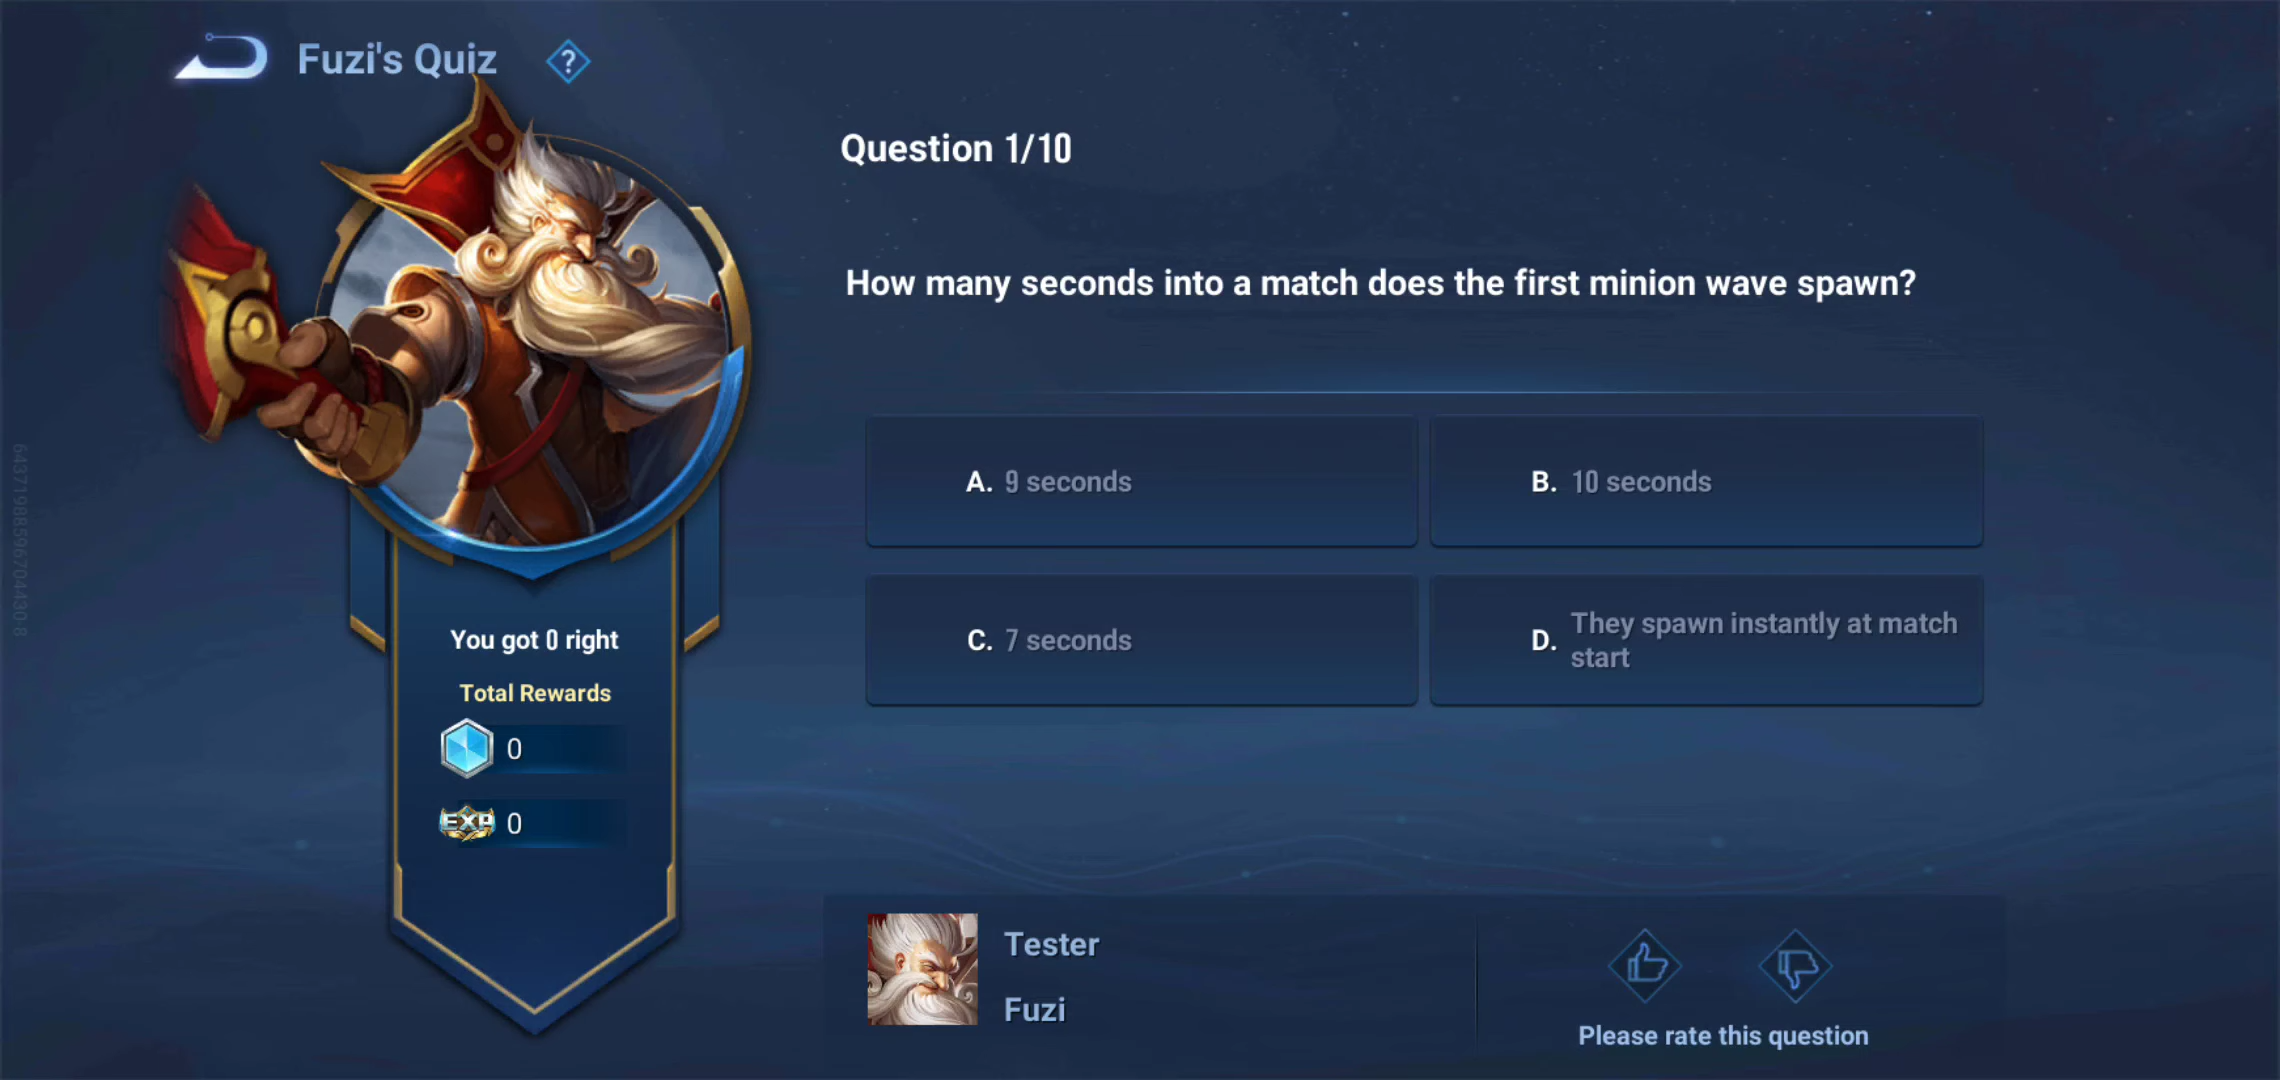 Fuzi's Quiz
?
Question 1/10
How many seconds into a match does the first minion wave spawn?
A. 9 seconds
B. 10 seconds
C. 7 seconds
D. They spawn instantly at match
start
You got 0 right
Total Rewards
0
EXP 0
Tester
Fuzi
Please rate this question